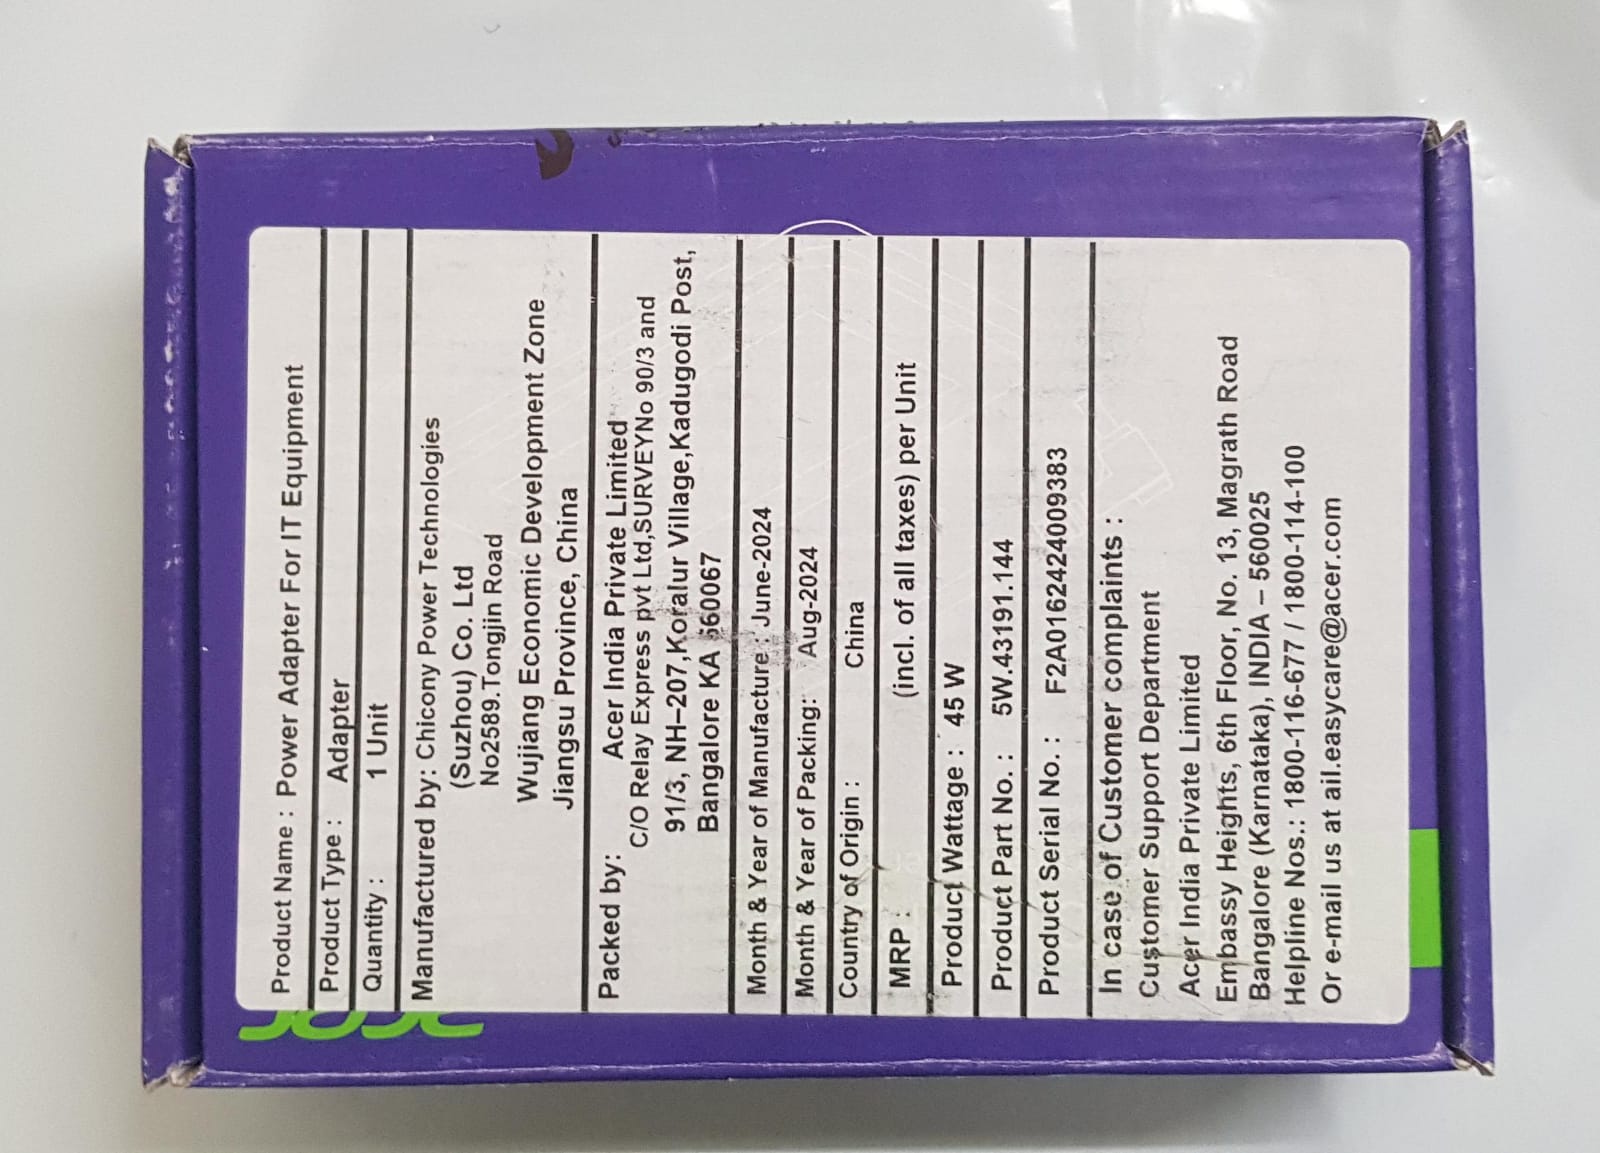 Product Name : Power Adapter For IT Equipment
Product Type : Adapter
Quantity : 1 Unit
Manufactured by: Chicony Power Technologies
(Suzhou) Co. Ltd
No2589.Tongjin Road
Wujiang Economic Development Zone
Jiangsu Province, China
Packed by: Acer India Private Limited
C/O Relay Express pvt Ltd,SURVEYNo 90/3 and
91/3, NH-207,Koralur Village,Kadugodi Post,
Bangalore KA 560067
Month & Year of Manufacture : June-2024
Month & Year of Packing: Aug-2024
Country of Origin : China
MRP : (incl. of all taxes) per Unit
Product Wattage : 45 W
Product Part No. : 5W.43191.144
Product Serial No. : F2A0162424009383
In case of Customer complaints :
Customer Support Department
Acer India Private Limited
Embassy Heights, 6th Floor, No. 13, Magrath Road
Bangalore (Karnataka), INDIA – 560025
Helpline Nos.: 1800-116-677 / 1800-114-100
Or e-mail us at ail.easycare@acer.com